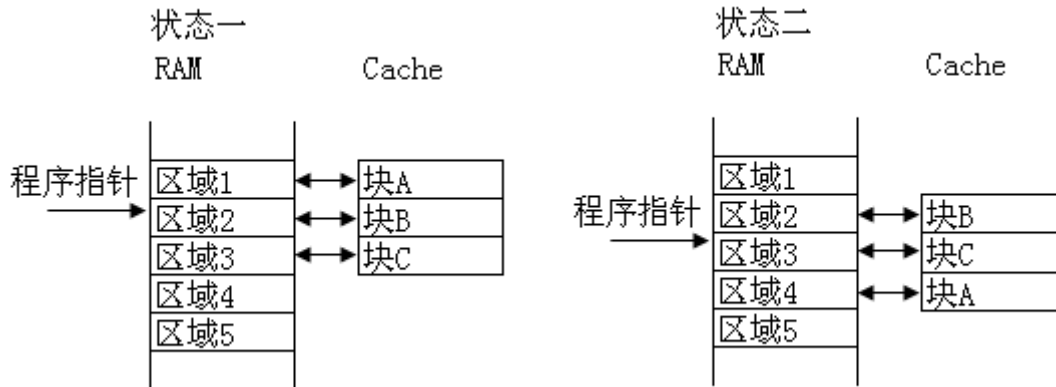 状态一
RAM Cache
程序指针
区域1 块A
区域2 块B
区域3 块C
区域4
区域5
状态二
RAM Cache
程序指针
区域1
区域2 块B
区域3 块C
区域4 块A
区域5